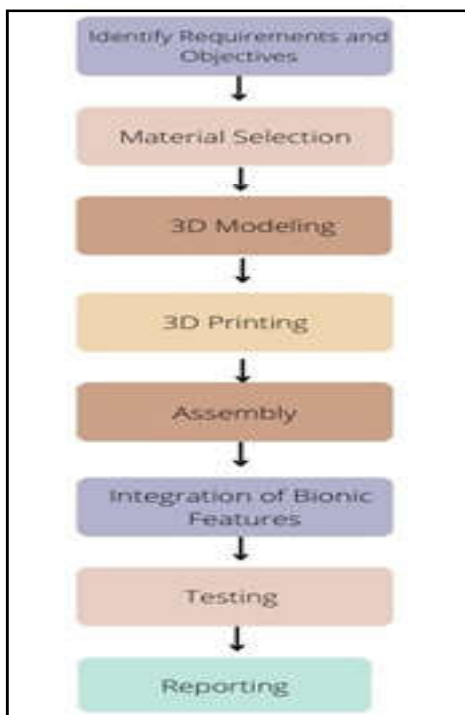 Identify Requirements and
Objectives
Material Selection
3D Modeling
3D Printing
Assembly
Integration of Bionic
Features
Testing
Reporting